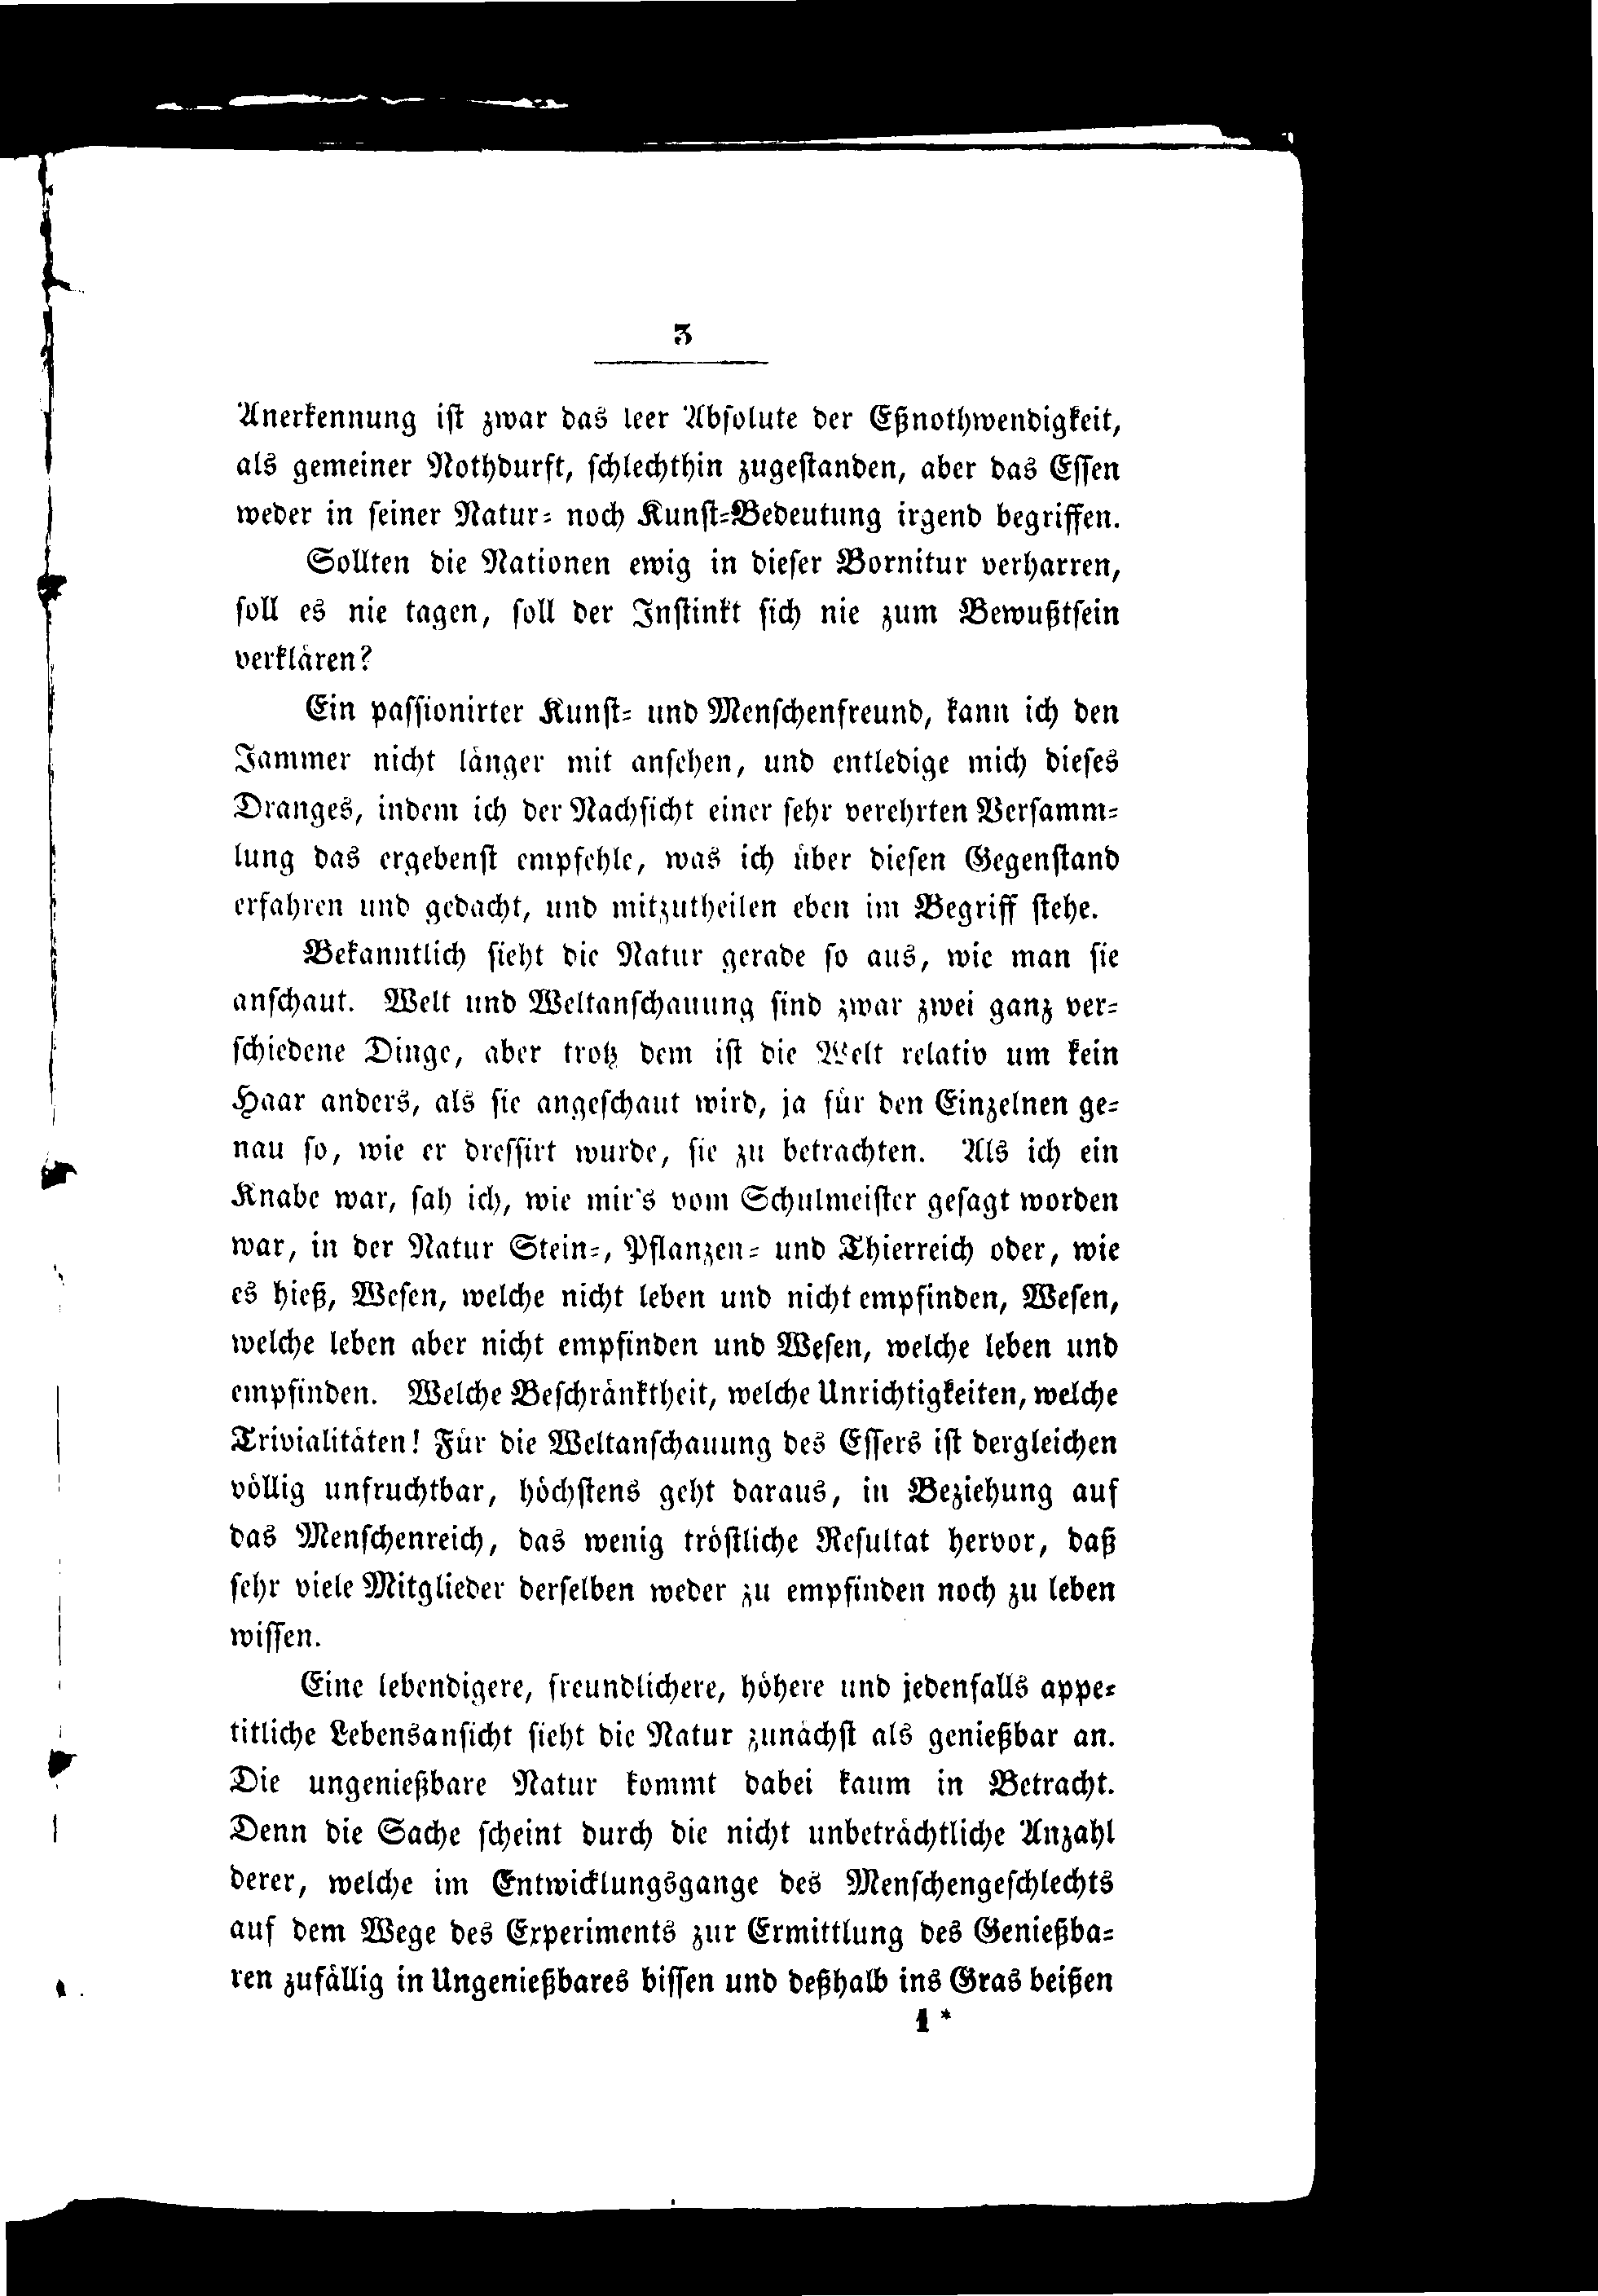 3
Anerkennung ist zwar das leer Absolute der Eßnothwendigkeit,
als gemeiner Nothdurft, schlechthin zugestanden, aber das Essen
weder in seiner Natur- noch Kunst-Bedeutung irgend begriffen.
Sollten die Nationen ewig in dieser Bornitur verharren,
soll es nie tagen, soll der Instinkt sich nie zum Bewußtsein
verklären?
Ein passionirter Kunst- und Menschenfreund, kann ich den
Jammer nicht länger mit ansehen, und entledige mich dieses
Dranges, indem ich der Nachsicht einer sehr verehrten Versamm-
lung das ergebenst empfehle, was ich über diesen Gegenstand
erfahren und gedacht, und mitzutheilen eben im Begriff stehe.
Bekanntlich sieht die Natur gerade so aus, wie man sie
anschaut. Welt und Weltanschauung sind zwar zwei ganz ver-
schiedene Dinge, aber trotz dem ist die Welt relativ um kein
Haar anders, als sie angeschaut wird, ja für den Einzelnen ge-
nau so, wie er dressirt wurde, sie zu betrachten. Als ich ein
Knabe war, sah ich, wie mir's vom Schulmeister gesagt worden
war, in der Natur Stein-, Pflanzen- und Thierreich oder, wie
es hieß, Wesen, welche nicht leben und nicht empfinden, Wesen,
welche leben aber nicht empfinden und Wesen, welche leben und
empfinden. Welche Beschränktheit, welche Unrichtigkeiten, welche
Trivialitäten! Für die Weltanschauung des Essers ist dergleichen
völlig unfruchtbar, höchstens geht daraus, in Beziehung auf
das Menschenreich, das wenig tröstliche Resultat hervor, daß
sehr viele Mitglieder derselben weder zu empfinden noch zu leben
wissen.
Eine lebendigere, freundlichere, höhere und jedenfalls appe-
titliche Lebensansicht sieht die Natur zunächst als genießbar an.
Die ungenießbare Natur kommt dabei kaum in Betracht.
Denn die Sache scheint durch die nicht unbeträchtliche Anzahl
derer, welche im Entwicklungsgange des Menschengeschlechts
auf dem Wege des Experiments zur Ermittlung des Genießba-
ren zufällig in Ungenießbares bissen und deßhalb ins Gras beißen
1*